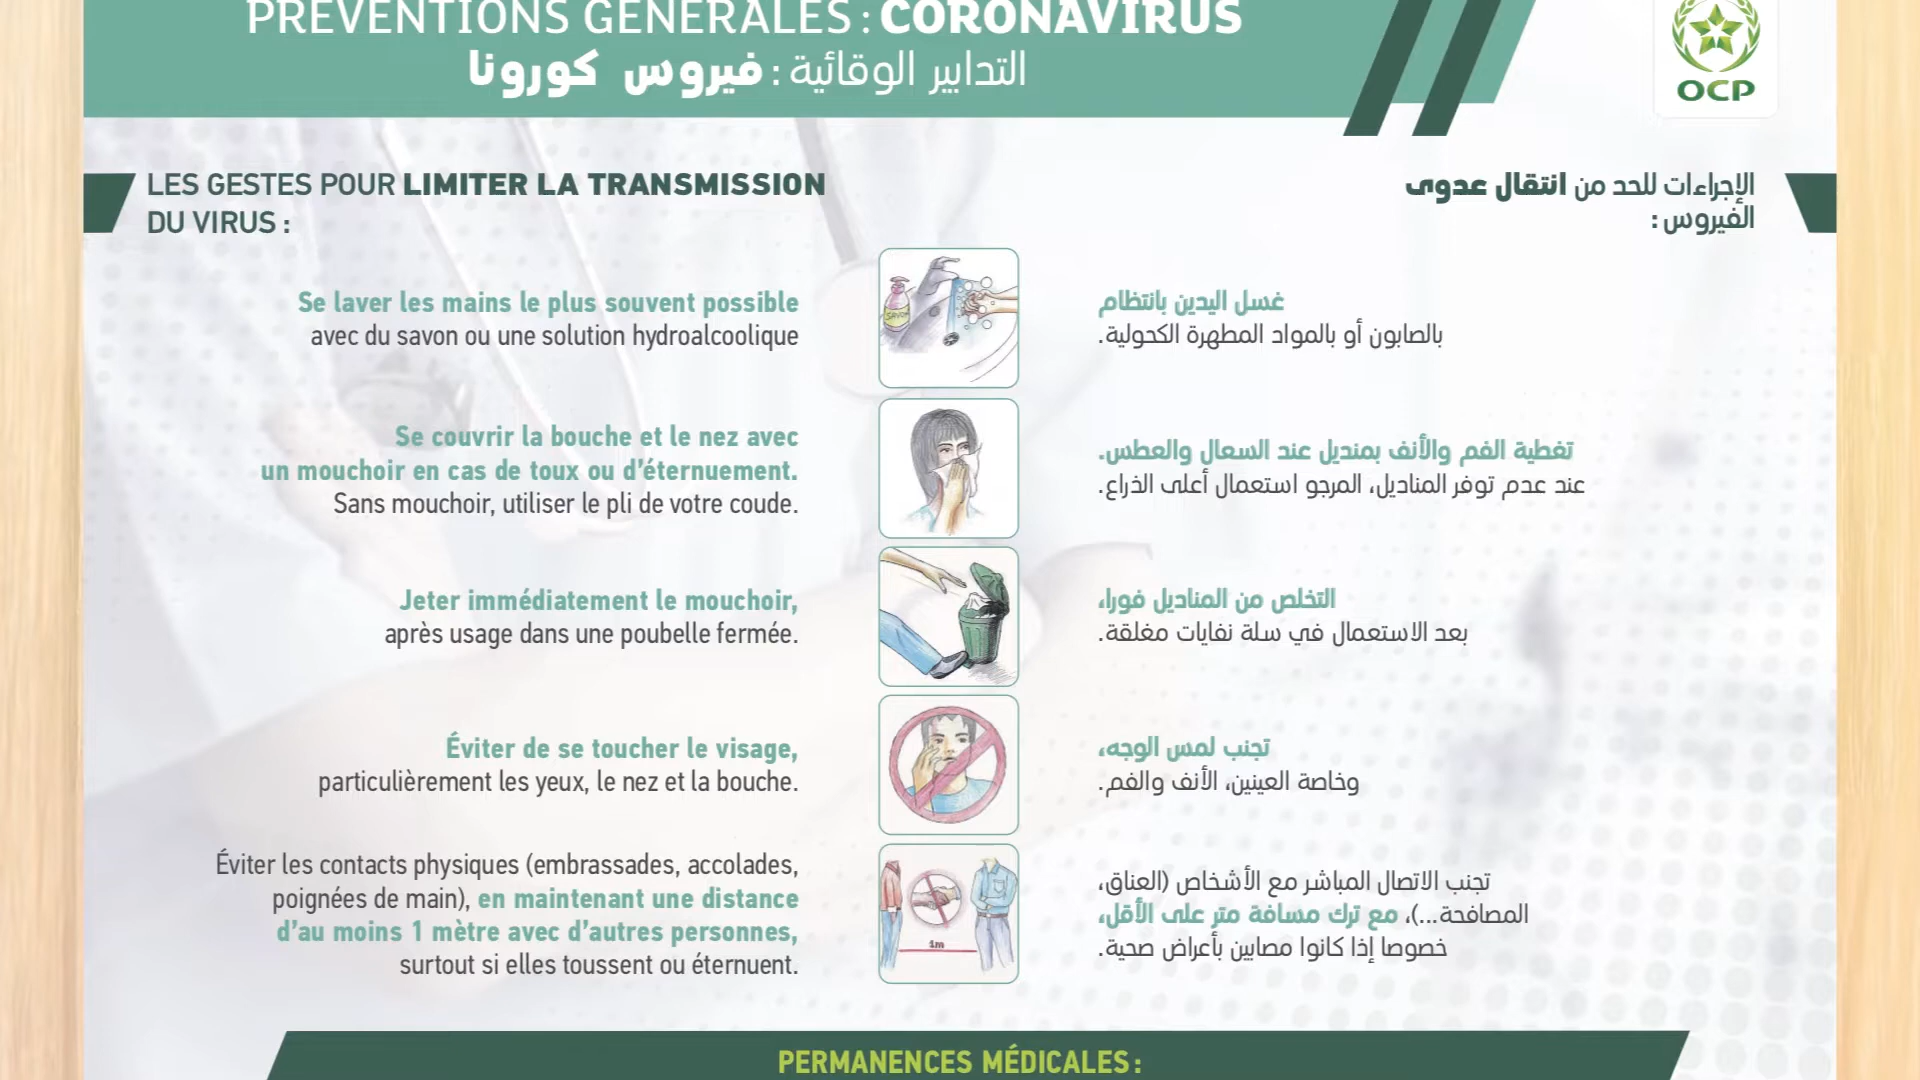 PRÉVENTIONS GÉNÉRALES : CORONAVIRUS
التدابير الوقائية : فيروس كورونا
OCP
LES GESTES POUR LIMITER LA TRANSMISSION
DU VIRUS :
الإجراءات للحد من انتقال عدوى
الفيروس :
Se laver les mains le plus souvent possible
avec du savon ou une solution hydroalcoolique
SAVON
غسل اليدين بانتظام
بالصابون أو بالمواد المطهرة الكحولية.
Se couvrir la bouche et le nez avec
un mouchoir en cas de toux ou d’éternuement.
Sans mouchoir, utiliser le pli de votre coude.
تغطية الفم والأنف بمنديل عند السعال والعطس.
عند عدم توفر المناديل، المرجو استعمال أعلى الذراع.
Jeter immédiatement le mouchoir,
après usage dans une poubelle fermée.
التخلص من المناديل فورا،
بعد الاستعمال في سلة نفايات مغلقة.
Éviter de se toucher le visage,
particulièrement les yeux, le nez et la bouche.
تجنب لمس الوجه،
وخاصة العينين، الأنف والفم.
Éviter les contacts physiques (embrassades, accolades,
poignées de main), en maintenant une distance
d’au moins 1 mètre avec d’autres personnes,
surtout si elles toussent ou éternuent.
1m
تجنب الاتصال المباشر مع الأشخاص (العناق،
المصافحة...)، مع ترك مسافة متر على الأقل،
خصوصا إذا كانوا مصابين بأعراض صحية.
PERMANENCES MÉDICALES :